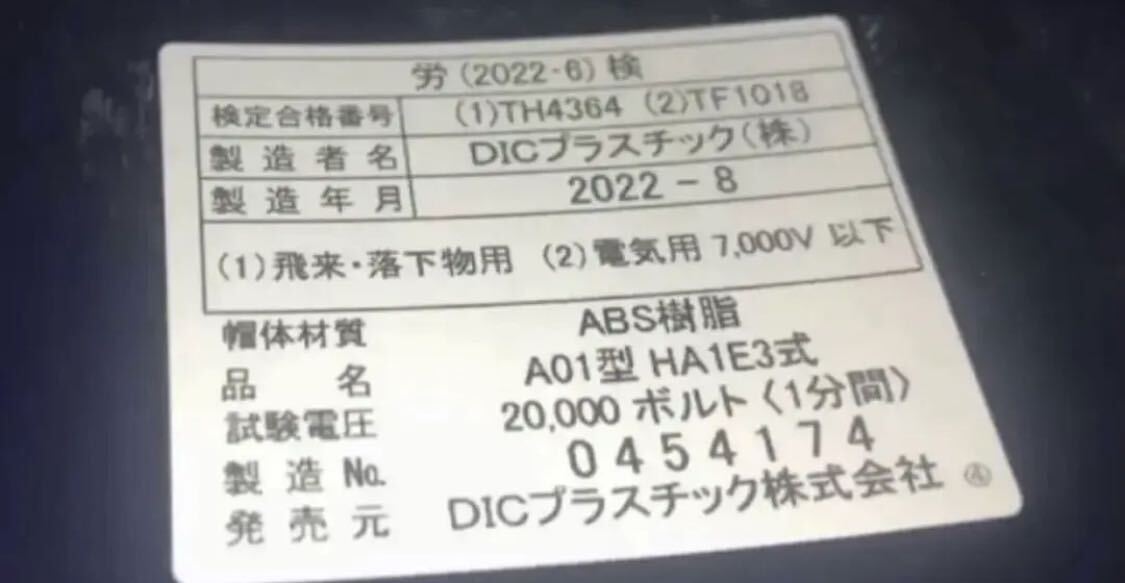 労(2022-6)検
検定合格番号 (1)TH4364 (2)TF1018
製造者名 DICプラスチック(株)
製造年月 2022-8
(1)飛来・落下物用 (2)電気用 7,000V 以下
帽体材質 ABS樹脂
品名 A01型 HA1E3式
試験電圧 20,000 ボルト〈1分間〉
製造No. 0454174
発売元 DICプラスチック株式会社